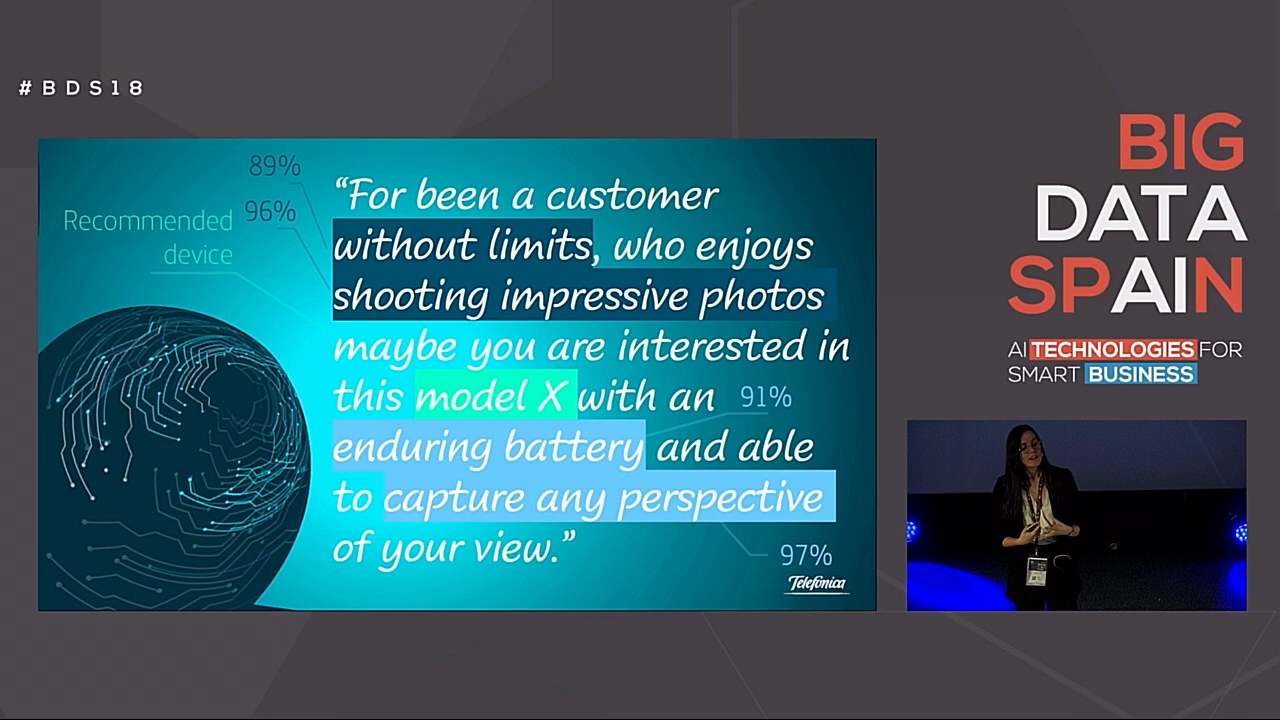 #BDS18
89%
96%
Recommended
device
“For been a customer
without limits, who enjoys
shooting impressive photos
maybe you are interested in
this model X with an
91%
enduring battery and able
to capture any perspective
of your view.”
97%
Telefónica
BIG
DATA
SPAIN
AI TECHNOLOGIES FOR
SMART BUSINESS